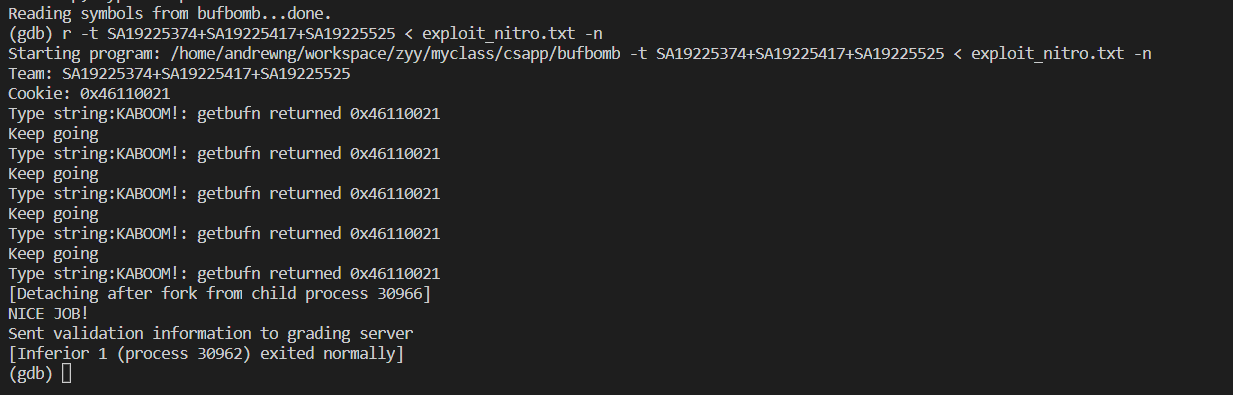 Reading symbols from bufbomb...done.
(gdb) r -t SA19225374+SA19225417+SA19225525 < exploit_nitro.txt -n
Starting program: /home/andrewng/workspace/zyy/myclass/csapp/bufbomb -t SA19225374+SA19225417+SA19225525 < exploit_nitro.txt -n
Team: SA19225374+SA19225417+SA19225525
Cookie: 0x46110021
Type string:KABOOM!: getbufn returned 0x46110021
Keep going
Type string:KABOOM!: getbufn returned 0x46110021
Keep going
Type string:KABOOM!: getbufn returned 0x46110021
Keep going
Type string:KABOOM!: getbufn returned 0x46110021
Keep going
Type string:KABOOM!: getbufn returned 0x46110021
[Detaching after fork from child process 30966]
NICE JOB!
Sent validation information to grading server
[Inferior 1 (process 30962) exited normally]
(gdb)